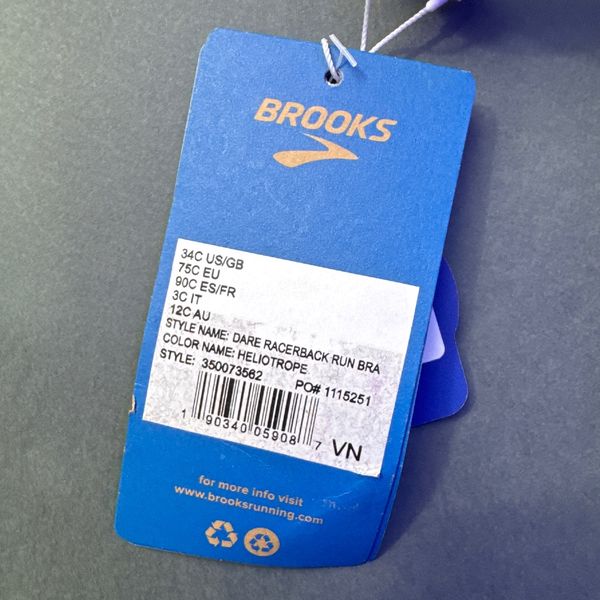 BROOKS
34C US/GB
75C EU
90C ES/FR
3C IT
12C AU
STYLE NAME: DARE RACERBACK RUN BRA
COLOR NAME: HELIOTROPE
STYLE: 350073562 PO# 1115251
1 90340 05908 7 VN
for more info visit
www.brooksrunning.com